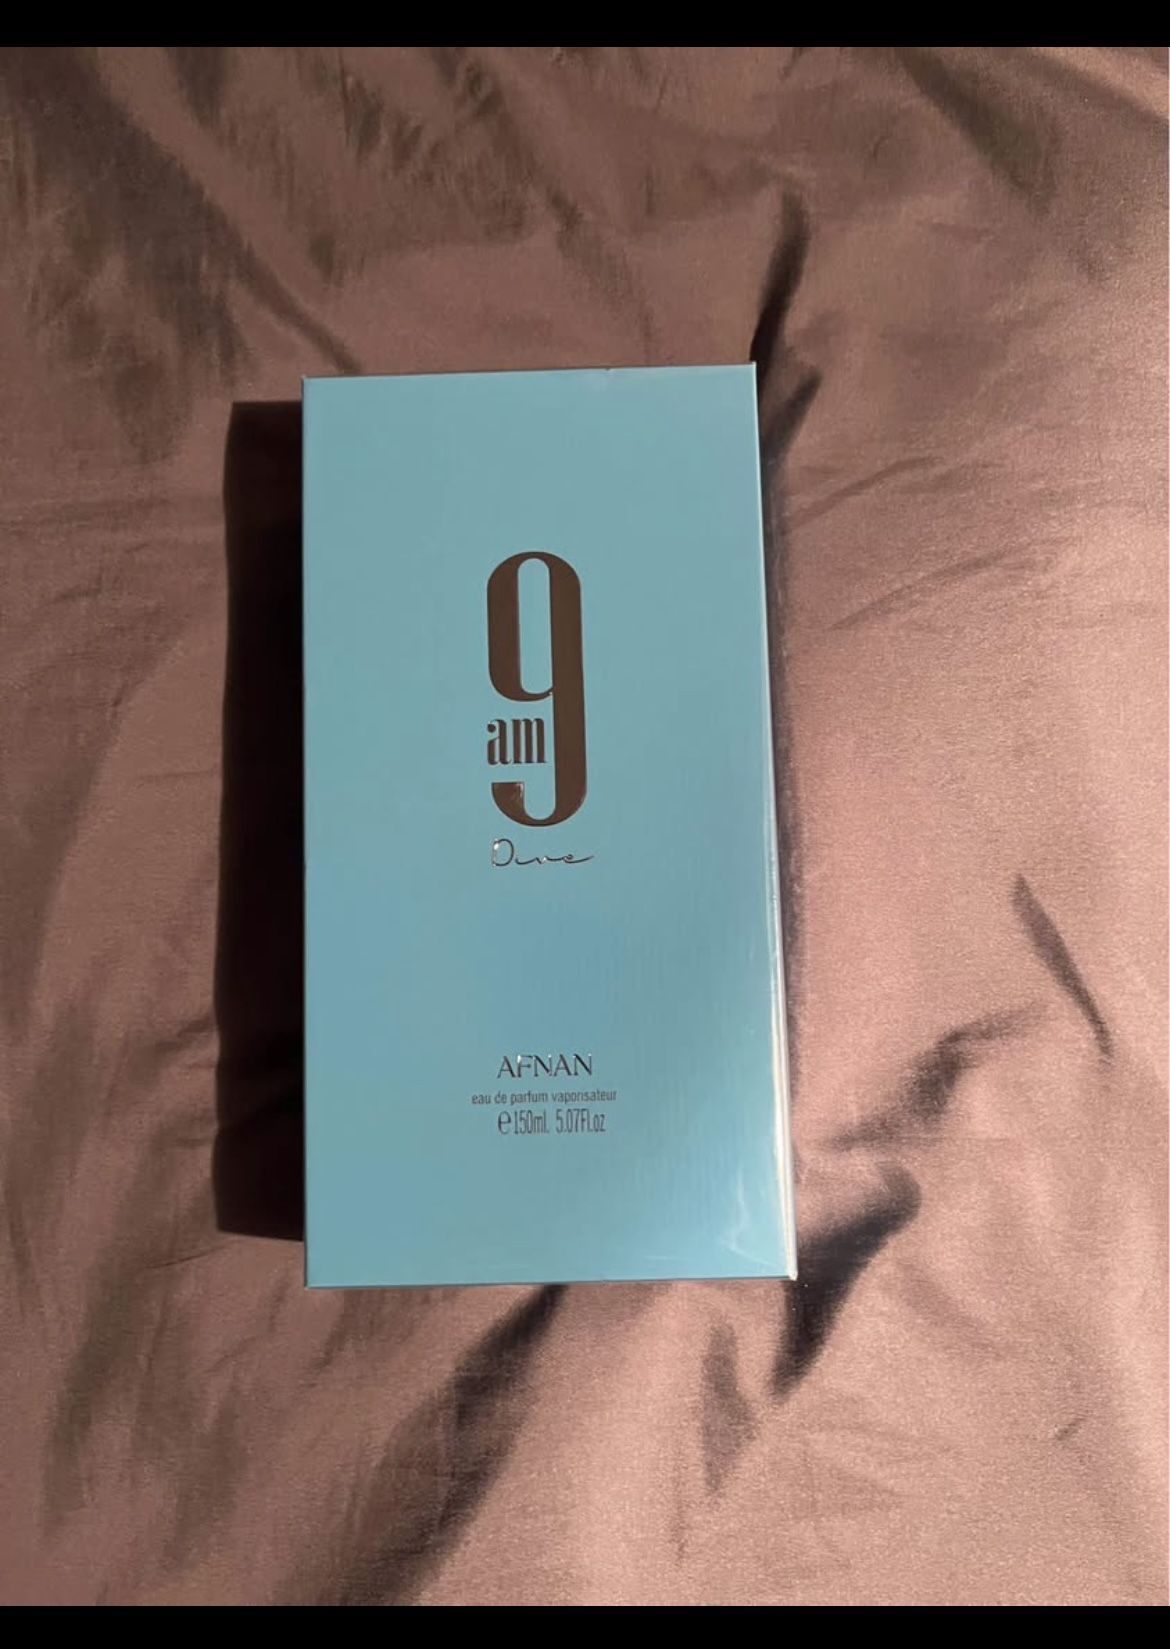 9
am
Dive
AFNAN
eau de parfum vaporisateur
℮150ml. 5.07Fl.oz